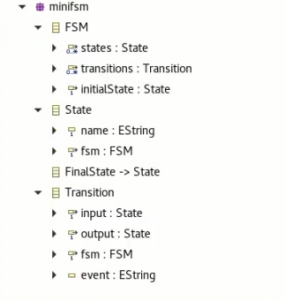 minifsm
FSM
states : State
transitions : Transition
initialState : State
State
name : EString
fsm : FSM
FinalState -> State
Transition
input : State
output : State
fsm : FSM
event : EString